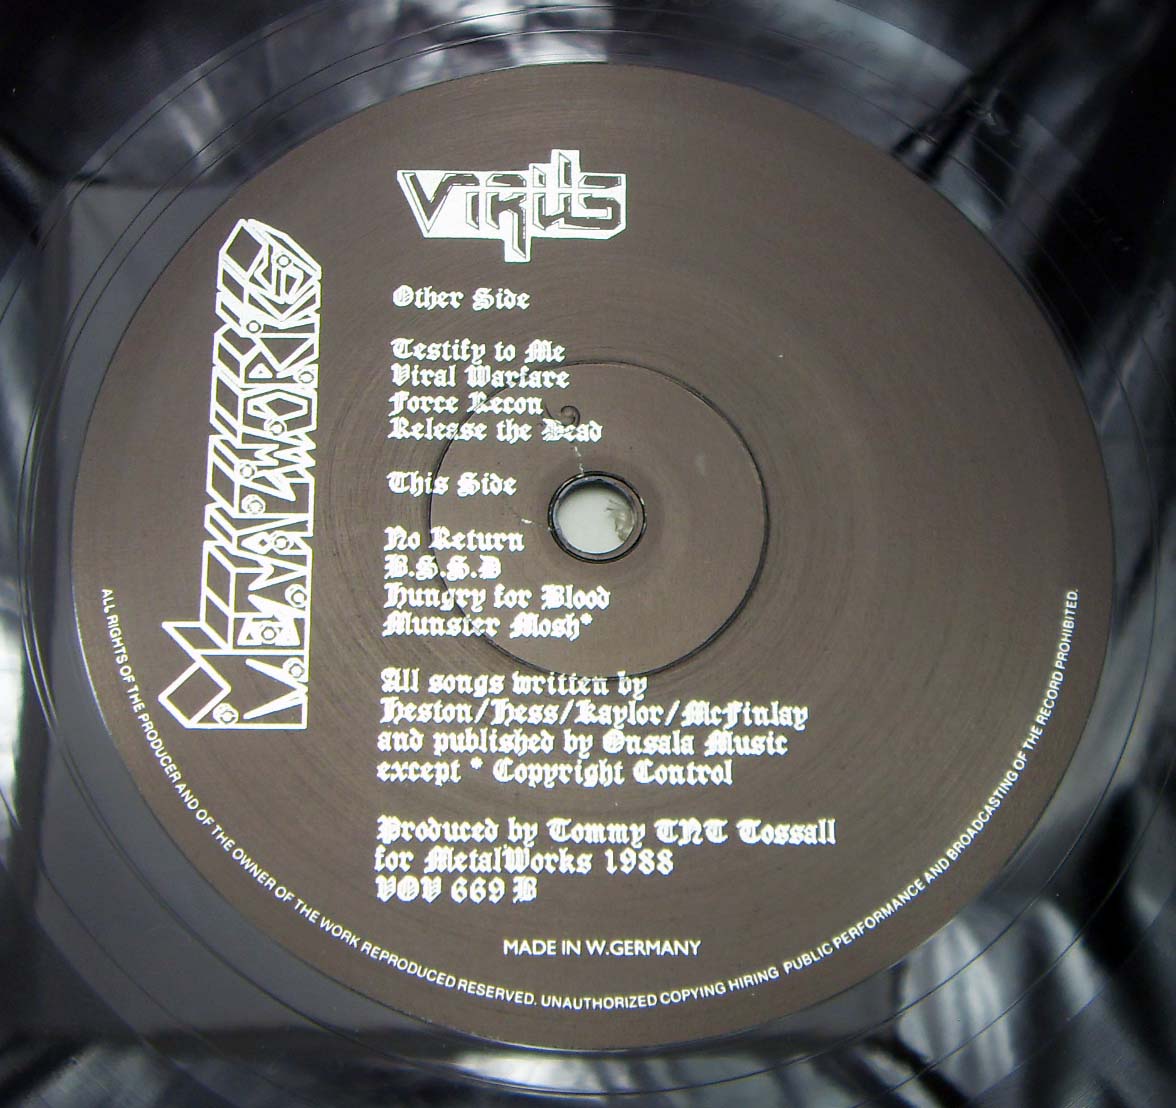 VIRUS
METALWORKS
Other Side
Testify to Me
Viral Warfare
Force Recon
Release the Dead
This Side
No Return
B.S.S.D
Hungry for Blood
Munster Mosh*
All songs written by
Heston/Hess/Kaylor/McFinlay
and published by Onsala Music
except * Copyright Control
Produced by Tommy TNT Tossall
for MetalWorks 1988
VOV 669 B
MADE IN W.GERMANY
ALL RIGHTS OF THE PRODUCER AND OF THE OWNER OF THE WORK REPRODUCED RESERVED. UNAUTHORIZED COPYING HIRING PUBLIC PERFORMANCE AND BROADCASTING OF THE RECORD PROHIBITED.